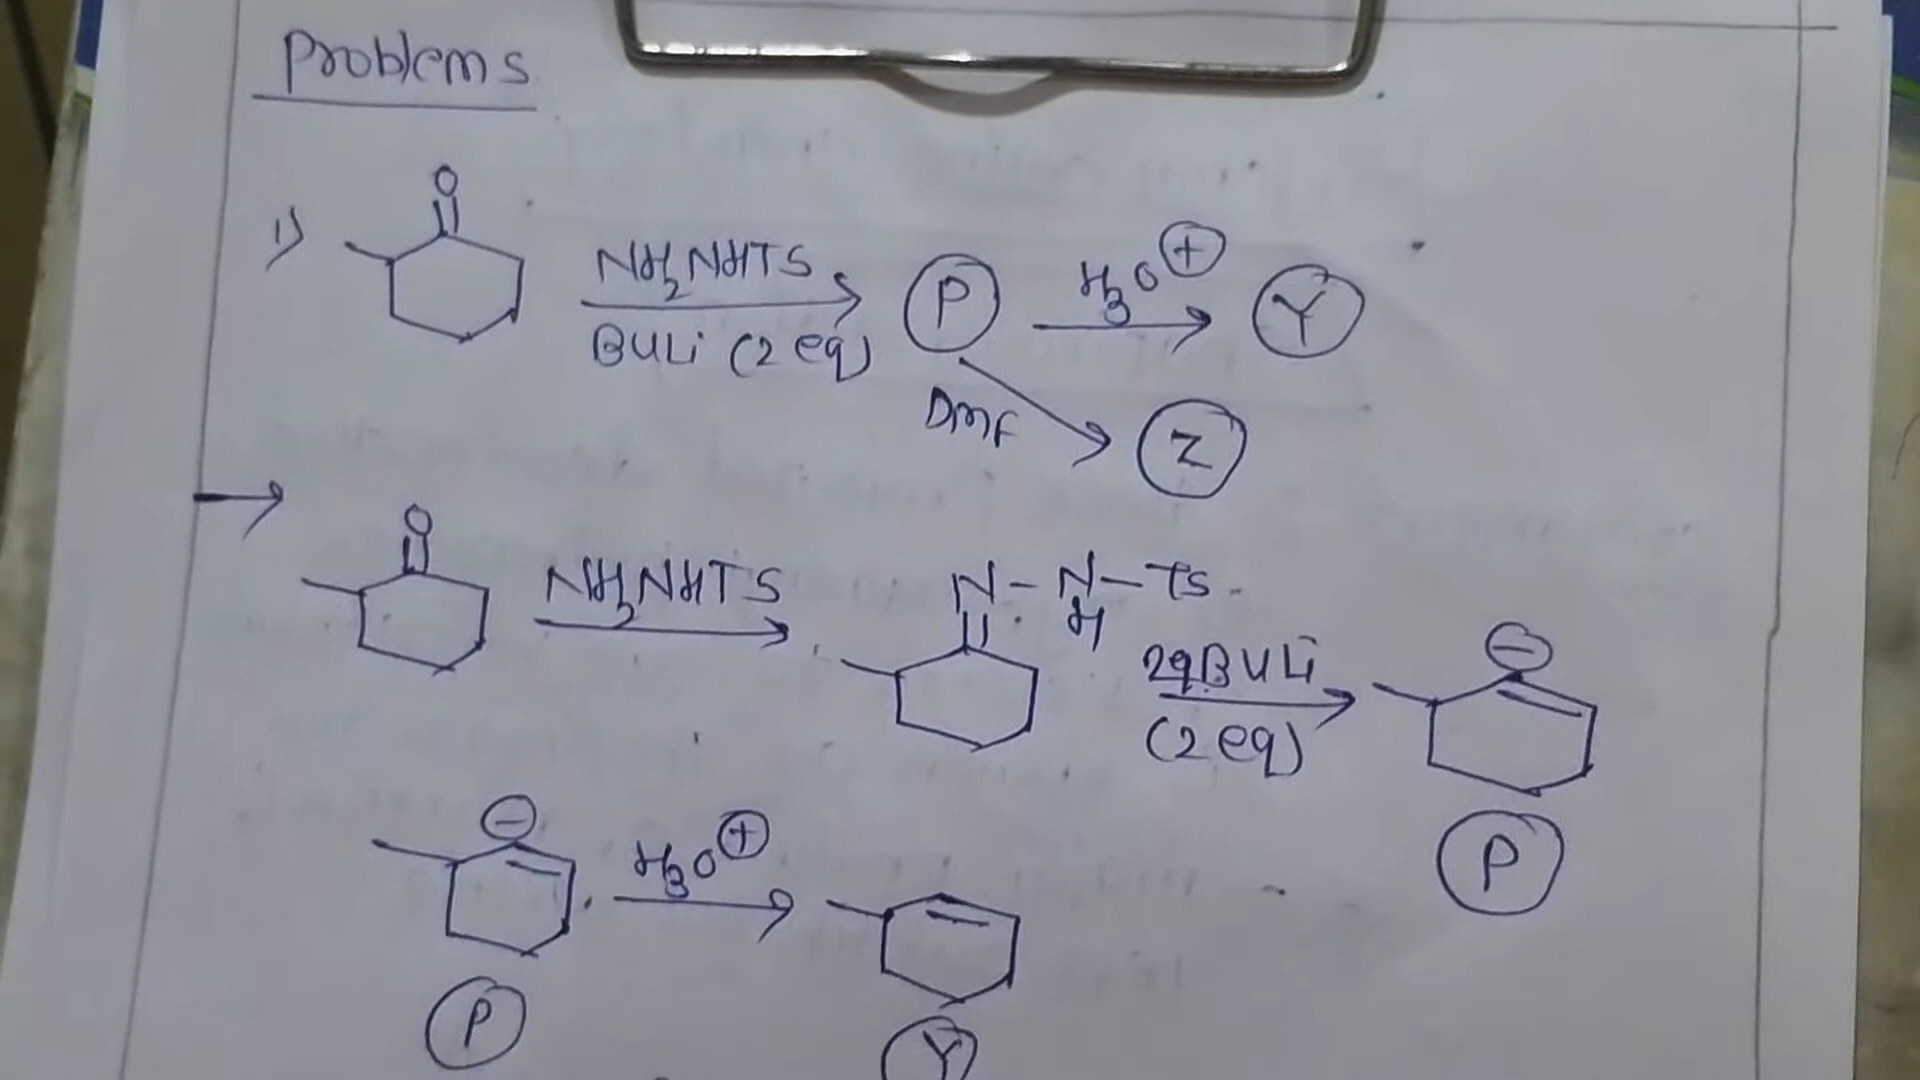 Problems
1) O
NH2NHTS
BULi (2 eq)
P
H3O+
Y
DMF
Z
→ O
NH2NHTS
N-N-TS
H
2qBULi
(2 eq)
-
P
-
H3O+
P
Y